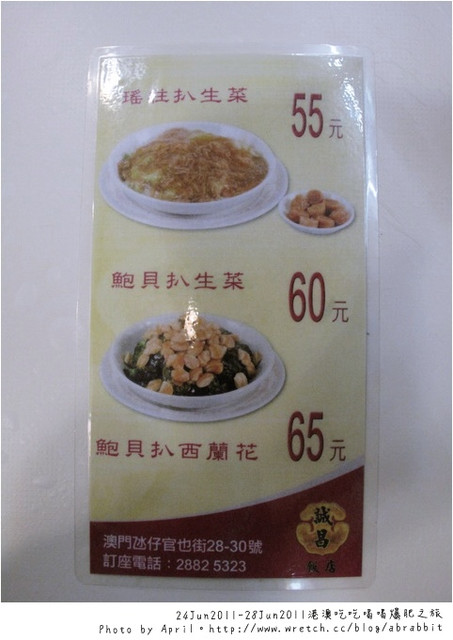 瑤柱扒生菜 55元
鮑貝扒生菜 60元
鮑貝扒西蘭花 65元
誠昌
飯店
澳門氹仔官也街28-30號
訂座電話：2882 5323
24Jun2011-28Jun2011港澳吃吃喝喝爆肥之旅
Photo by April。http://www.wretch.cc/blog/abrabbit